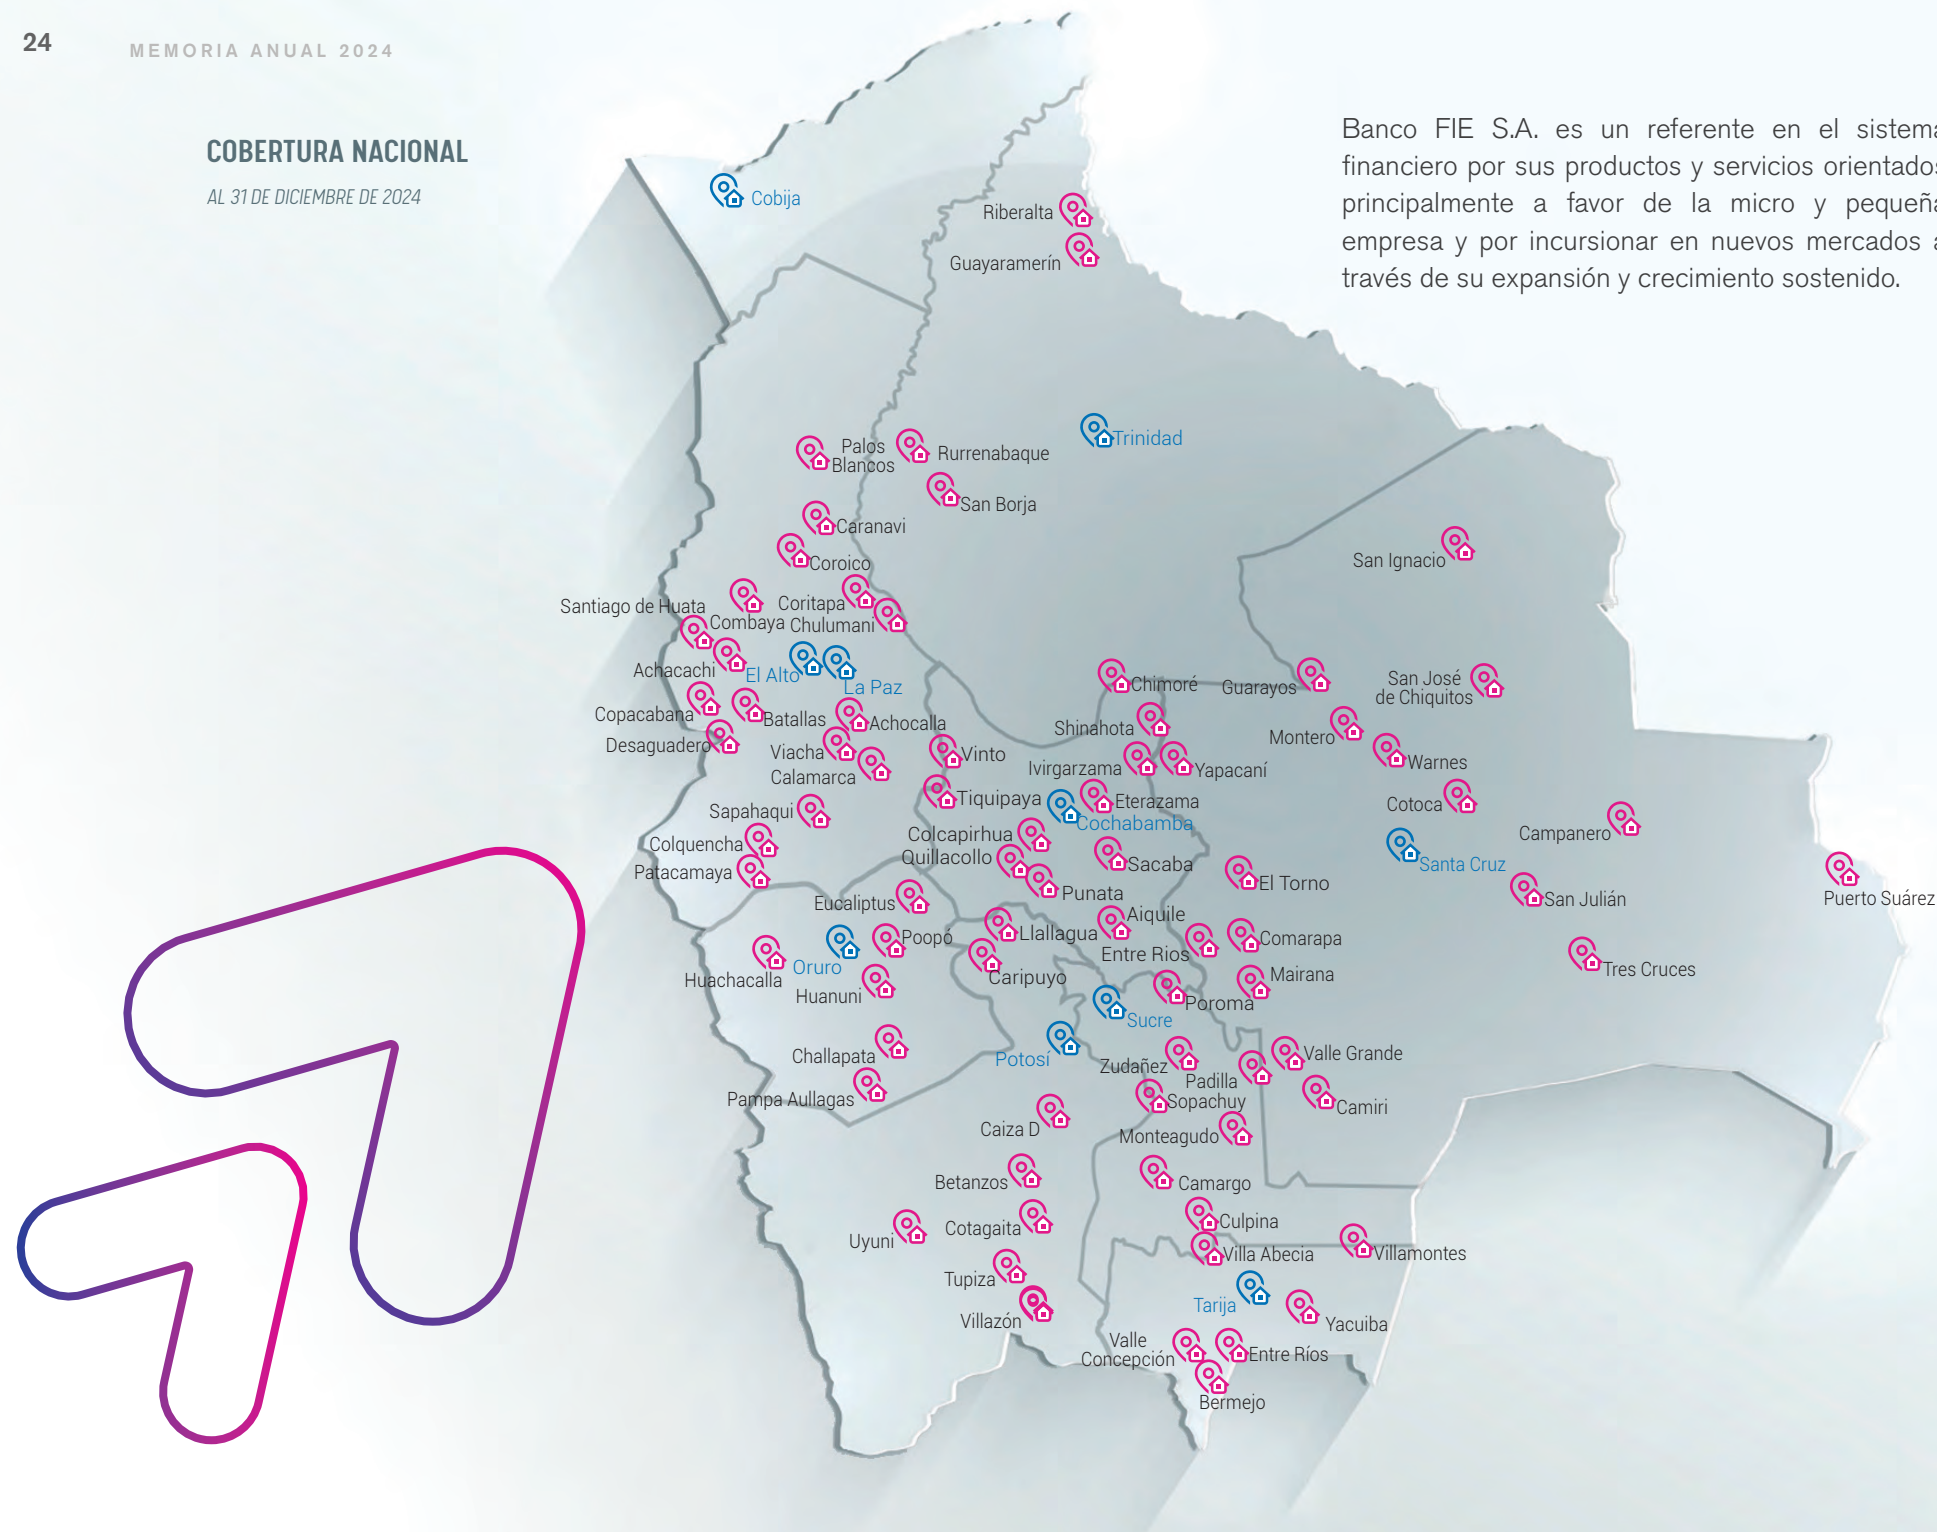 24
MEMORIA ANUAL 2024
COBERTURA NACIONAL
AL 31 DE DICIEMBRE DE 2024
Banco FIE S.A. es un referente en el sistema
financiero por sus productos y servicios orientados
principalmente a favor de la micro y pequeña
empresa y por incursionar en nuevos mercados a
través de su expansión y crecimiento sostenido.
Cobija
Riberalta
Guayaramerín
Trinidad
Palos
Blancos
Rurrenabaque
San Borja
Caranavi
Coroico
San Ignacio
Santiago de Huata
Coritapa
Combaya
Chulumani
Achacachi
El Alto
La Paz
Chimoré
Guarayos
San José
de Chiquitos
Copacabana
Batallas
Achocalla
Shinahota
Montero
Desaguadero
Viacha
Vinto
Warnes
Calamarca
Ivirgarzama
Yapacaní
Tiquipaya
Eterazama
Cotoca
Sapahaqui
Cochabamba
Campanero
Colcapirhua
Colquencha
Quillacollo
Sacaba
Santa Cruz
Patacamaya
El Torno
Punata
Puerto Suárez
San Julián
Eucaliptus
Aiquile
Llallagua
Poopó
Comarapa
Entre Rios
Oruro
Tres Cruces
Huachacalla
Caripuyo
Mairana
Huanuni
Poroma
Sucre
Challapata
Potosí
Valle Grande
Zudañez
Padilla
Pampa Aullagas
Sopachuy
Camiri
Caiza D
Monteagudo
Betanzos
Camargo
Cotagaita
Culpina
Uyuni
Villa Abecia
Villamontes
Tupiza
Tarija
Villazón
Yacuiba
Valle
Concepción
Entre Ríos
Bermejo